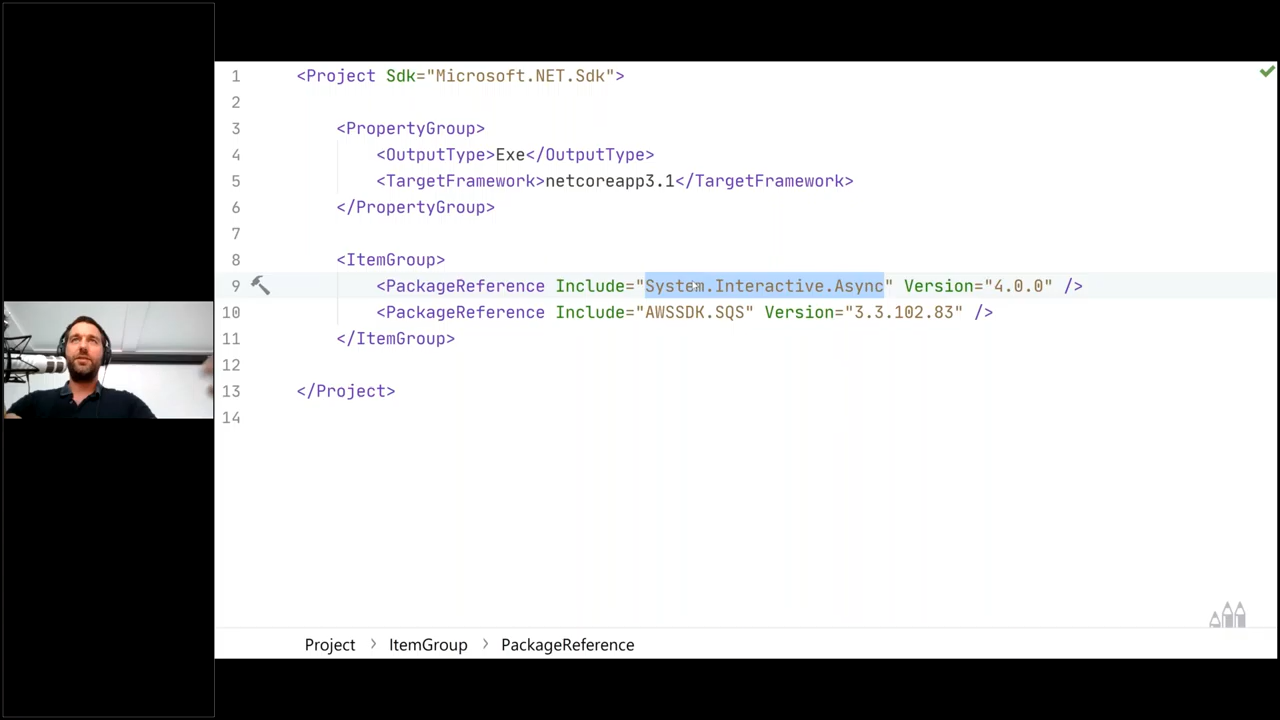 1 <Project Sdk="Microsoft.NET.Sdk">
2
3 <PropertyGroup>
4 <OutputType>Exe</OutputType>
5 <TargetFramework>netcoreapp3.1</TargetFramework>
6 </PropertyGroup>
7
8 <ItemGroup>
9 <PackageReference Include="System.Interactive.Async" Version="4.0.0" />
10 <PackageReference Include="AWSSDK.SQS" Version="3.3.102.83" />
11 </ItemGroup>
12
13 </Project>
14
Project > ItemGroup > PackageReference